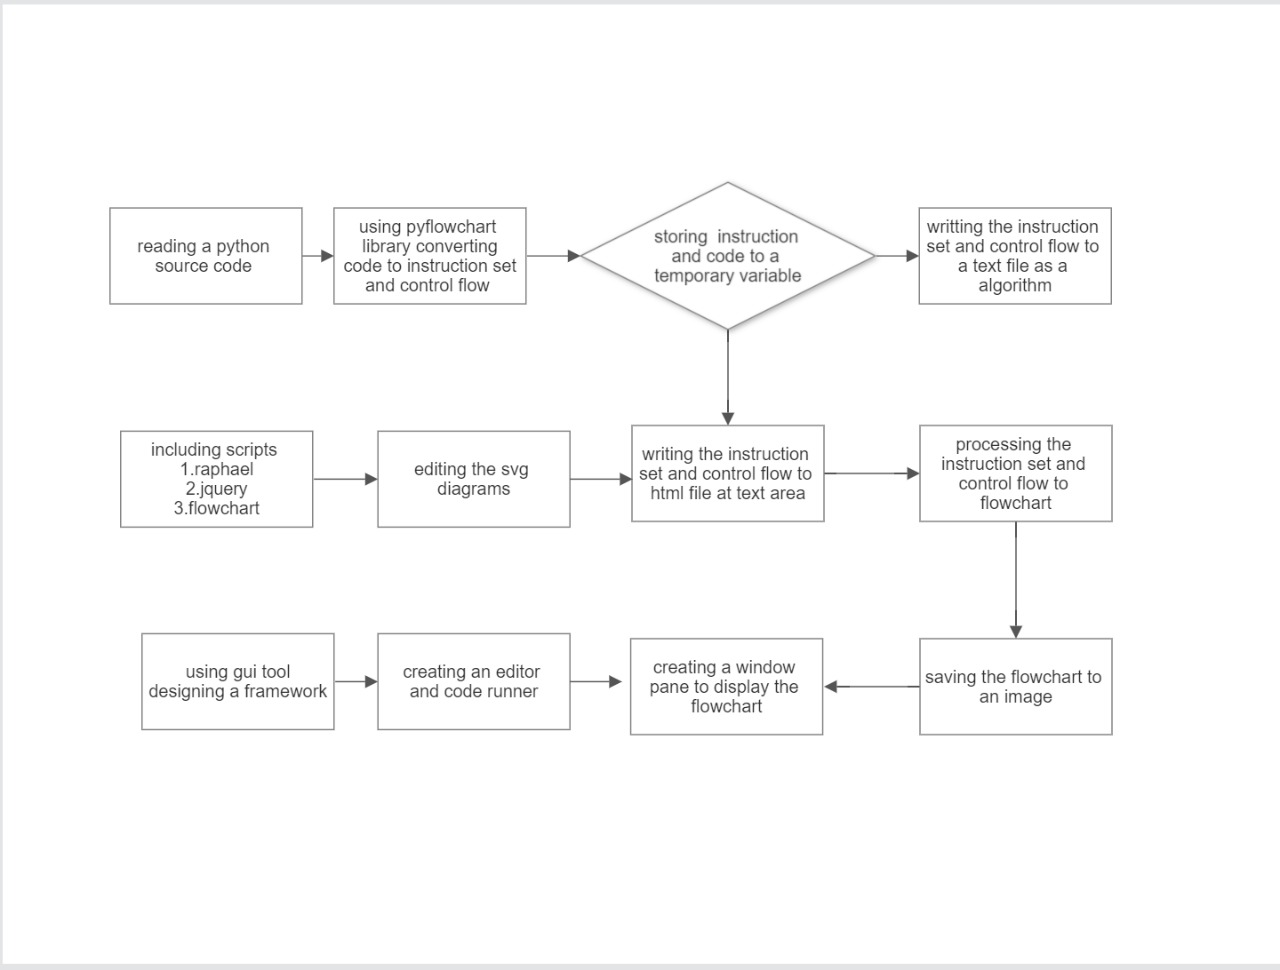 reading a python
source code
using pyflowchart
library converting
code to instruction set
and control flow
storing  instruction
and code to a
temporary variable
writting the instruction
set and control flow to
a text file as a
algorithm
including scripts
1.raphael
2.jquery
3.flowchart
editing the svg
diagrams
writing the instruction
set and control flow to
html file at text area
processing the
instruction set and
control flow to
flowchart
using gui tool
designing a framework
creating an editor
and code runner
creating a window
pane to display the
flowchart
saving the flowchart to
an image